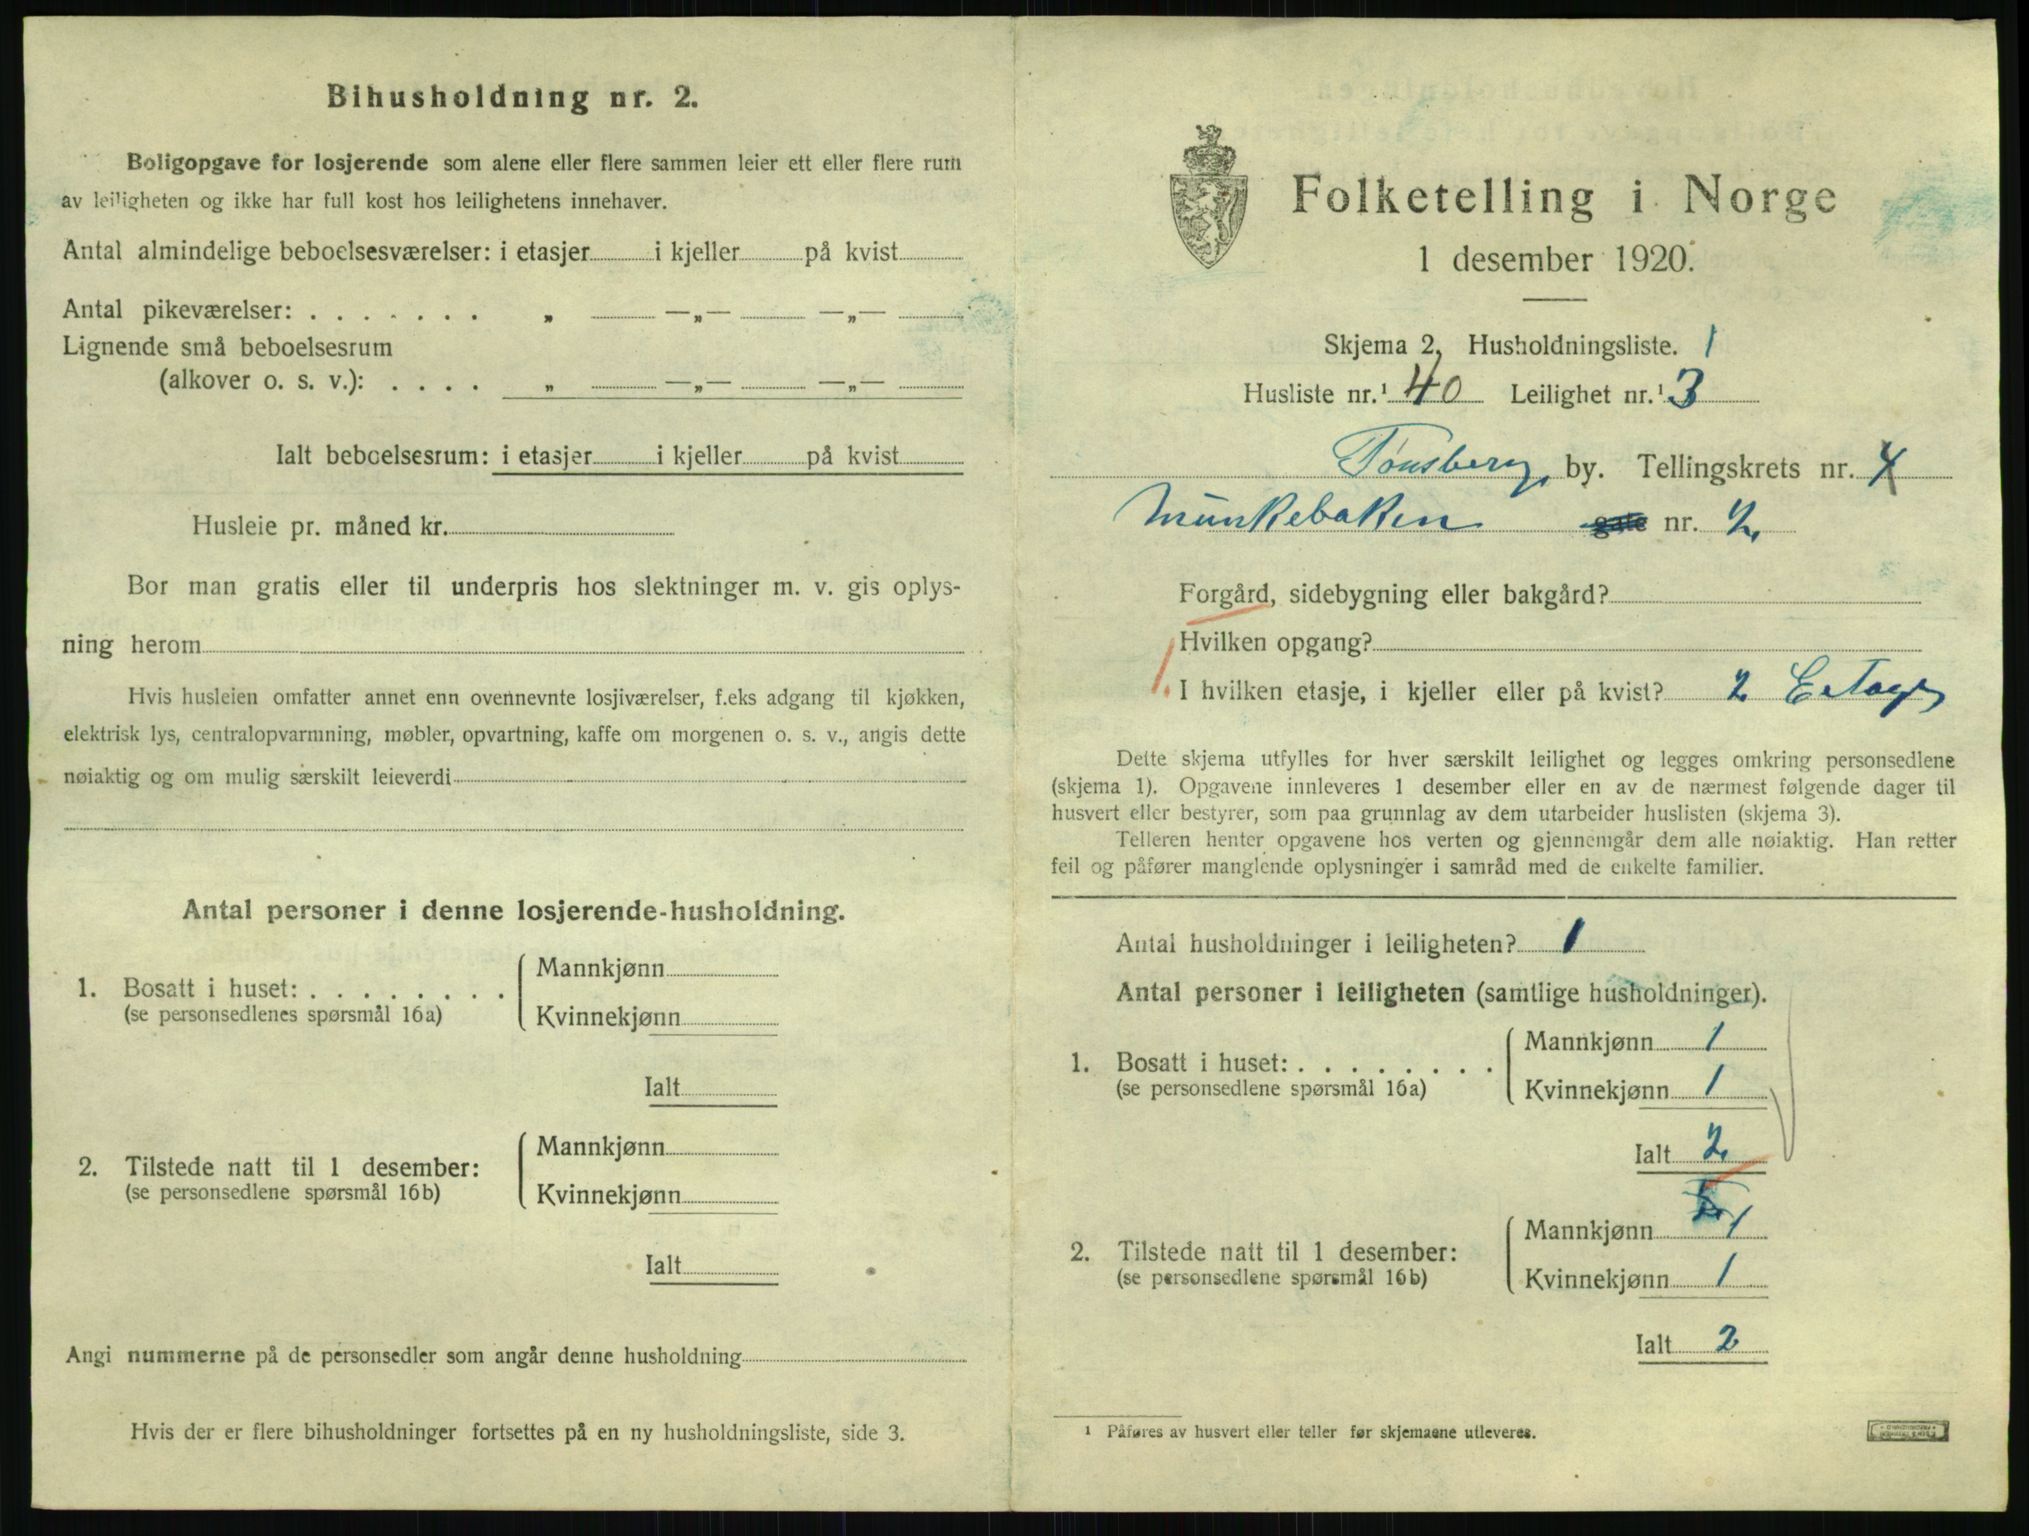 Bihusholdning nr. 2.
Boligopgave for losjerende som alene eller flere sammen leier ett eller flere rum
av leiligheten og ikke har full kost hos leilighetens innehaver.
Antal almindelige beboelsesværelser: i etasjer i kjeller på kvist
Antal pikeværelser: . . . . . . . „ —„— —„—
Lignende små beboelsesrum
(alkover o. s. v.): . . . . „ —„— —„—
Ialt beboelsesrum: i etasjer i kjeller på kvist
Husleie pr. måned kr.
Bor man gratis eller til underpris hos slektninger m. v. gis oplys-
ning herom
Hvis husleien omfatter annet enn ovennevnte losjiværelser, f.eks adgang til kjøkken,
elektrisk lys, centralopvarmning, møbler, opvartning, kaffe om morgenen o. s. v., angis dette
nøiaktig og om mulig særskilt leieverdi
Antal personer i denne losjerende-husholdning.
Mannkjønn
1. Bosatt i huset: . . . . . . . .
(se personsedlenes spørsmål 16a)
Kvinnekjønn
Ialt
Mannkjønn
2. Tilstede natt til 1 desember:
(se personsedlene spørsmål 16b)
Kvinnekjønn
Ialt
Angi nummerne på de personsedler som angår denne husholdning
Hvis der er flere bihusholdninger fortsettes på en ny husholdningsliste, side 3.
Folketelling i Norge
1 desember 1920.
Skjema 2. Husholdningsliste. 1
Husliste nr.¹ 40 Leilighet nr.¹ 3
Tønsberg by. Tellingskrets nr. 4
Munkebakken gate nr. 2
Forgård, sidebygning eller bakgård?
Hvilken opgang?
I hvilken etasje, i kjeller eller på kvist? 2 Etage
Dette skjema utfylles for hver særskilt leilighet og legges omkring personsedlene
(skjema 1). Opgavene innleveres 1 desember eller en av de nærmest følgende dager til
husvert eller bestyrer, som paa grunnlag av dem utarbeider huslisten (skjema 3).
Telleren henter opgavene hos verten og gjennemgår dem alle nøiaktig. Han retter
feil og påfører manglende oplysninger i samråd med de enkelte familier.
Antal husholdninger i leiligheten? 1
Antal personer i leiligheten (samtlige husholdninger).
Mannkjønn 1
1. Bosatt i huset: . . . . . . . .
(se personsedlene spørsmål 16a)
Kvinnekjønn 1
Ialt 2
Mannkjønn 1
2. Tilstede natt til 1 desember:
(se personsedlene spørsmål 16b)
Kvinnekjønn 1
Ialt 2
¹ Påføres av husvert eller teller før skjemaene utleveres.